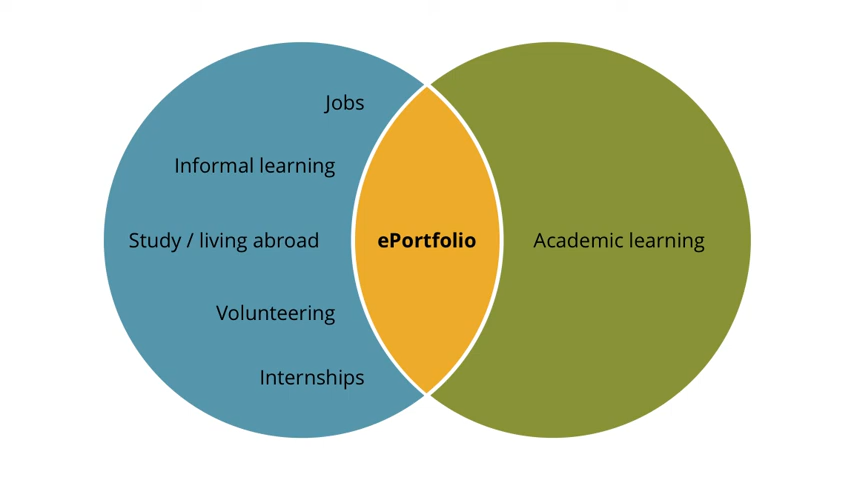 Jobs
Informal learning
Study / living abroad
ePortfolio
Academic learning
Volunteering
Internships